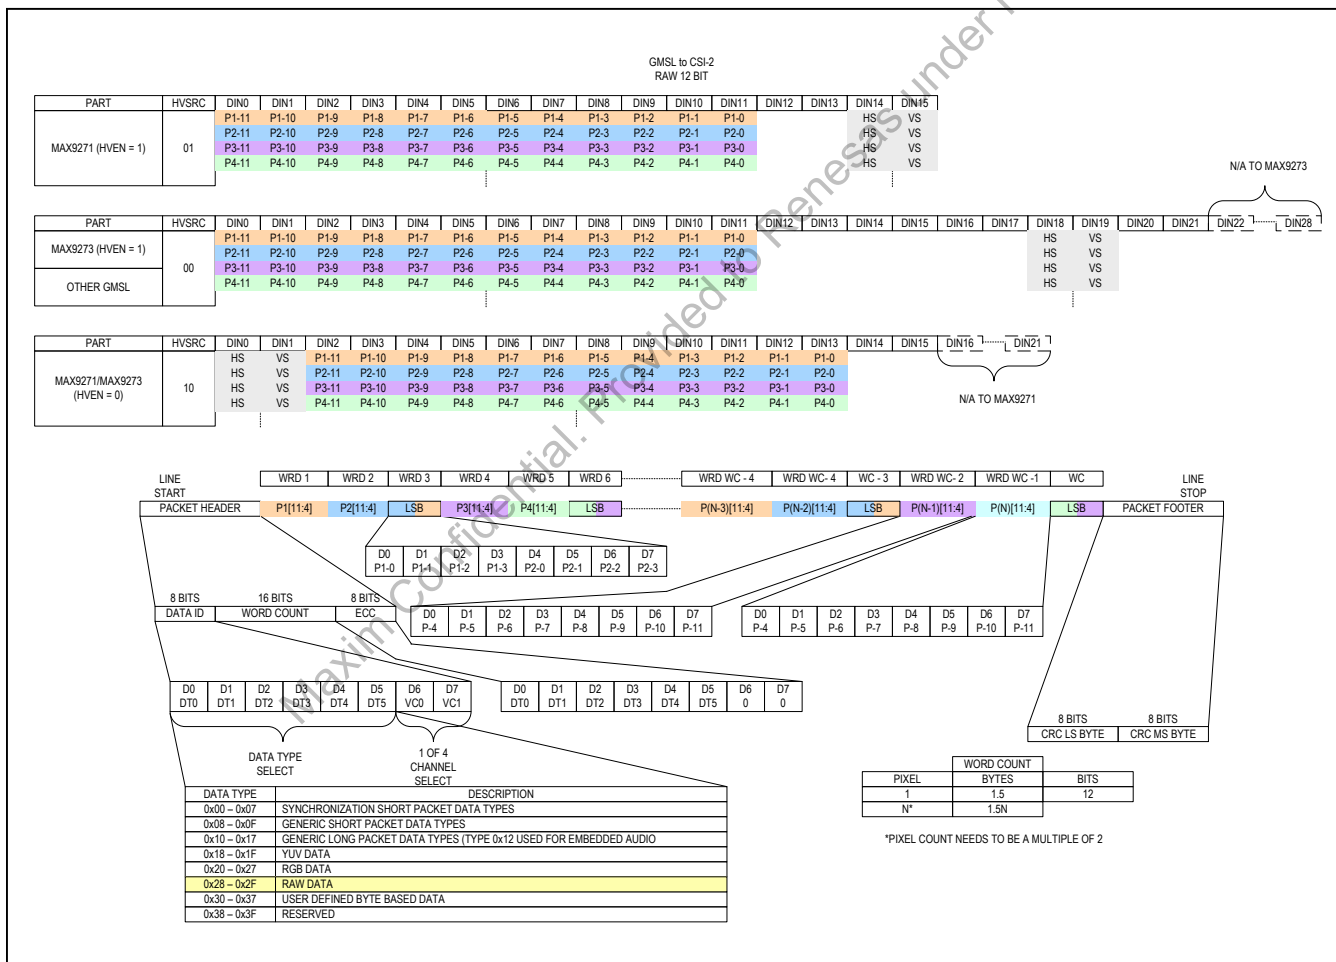 GMSL to CSI-2
RAW 12 BIT
PART HVSRC DIN0 DIN1 DIN2 DIN3 DIN4 DIN5 DIN6 DIN7 DIN8 DIN9 DIN10 DIN11 DIN12 DIN13 DIN14 DIN15
P1-11 P1-10 P1-9 P1-8 P1-7 P1-6 P1-5 P1-4 P1-3 P1-2 P1-1 P1-0 HS VS
P2-11 P2-10 P2-9 P2-8 P2-7 P2-6 P2-5 P2-4 P2-3 P2-2 P2-1 P2-0 HS VS
MAX9271 (HVEN = 1) 01
P3-11 P3-10 P3-9 P3-8 P3-7 P3-6 P3-5 P3-4 P3-3 P3-2 P3-1 P3-0 HS VS
P4-11 P4-10 P4-9 P4-8 P4-7 P4-6 P4-5 P4-4 P4-3 P4-2 P4-1 P4-0 HS VS
N/A TO MAX9273
PART HVSRC DIN0 DIN1 DIN2 DIN3 DIN4 DIN5 DIN6 DIN7 DIN8 DIN9 DIN10 DIN11 DIN12 DIN13 DIN14 DIN15 DIN16 DIN17 DIN18 DIN19 DIN20 DIN21 DIN22 DIN28
P1-11 P1-10 P1-9 P1-8 P1-7 P1-6 P1-5 P1-4 P1-3 P1-2 P1-1 P1-0 HS VS
MAX9273 (HVEN = 1)
P2-11 P2-10 P2-9 P2-8 P2-7 P2-6 P2-5 P2-4 P2-3 P2-2 P2-1 P2-0 HS VS
00
P3-11 P3-10 P3-9 P3-8 P3-7 P3-6 P3-5 P3-4 P3-3 P3-2 P3-1 P3-0 HS VS
OTHER GMSL
P4-11 P4-10 P4-9 P4-8 P4-7 P4-6 P4-5 P4-4 P4-3 P4-2 P4-1 P4-0 HS VS
PART HVSRC DIN0 DIN1 DIN2 DIN3 DIN4 DIN5 DIN6 DIN7 DIN8 DIN9 DIN10 DIN11 DIN12 DIN13 DIN14 DIN15 DIN16 DIN21
HS VS P1-11 P1-10 P1-9 P1-8 P1-7 P1-6 P1-5 P1-4 P1-3 P1-2 P1-1 P1-0
HS VS P2-11 P2-10 P2-9 P2-8 P2-7 P2-6 P2-5 P2-4 P2-3 P2-2 P2-1 P2-0
MAX9271/MAX9273
(HVEN = 0) 10
HS VS P3-11 P3-10 P3-9 P3-8 P3-7 P3-6 P3-5 P3-4 P3-3 P3-2 P3-1 P3-0
HS VS P4-11 P4-10 P4-9 P4-8 P4-7 P4-6 P4-5 P4-4 P4-3 P4-2 P4-1 P4-0
N/A TO MAX9271
LINE
START
WRD 1 WRD 2 WRD 3 WRD 4 WRD 5 WRD 6 WRD WC - 4 WRD WC- 4 WC - 3 WRD WC- 2 WRD WC -1 WC
LINE
STOP
PACKET HEADER P1[11:4] P2[11:4] LSB P3[11:4] P4[11:4] LSB P(N-3)[11:4] P(N-2)[11:4] LSB P(N-1)[11:4] P(N)[11:4] LSB PACKET FOOTER
D0 D1 D2 D3 D4 D5 D6 D7
P1-0 P1-1 P1-2 P1-3 P2-0 P2-1 P2-2 P2-3
8 BITS 16 BITS 8 BITS
DATA ID WORD COUNT ECC
D0 D1 D2 D3 D4 D5 D6 D7
P-4 P-5 P-6 P-7 P-8 P-9 P-10 P-11
D0 D1 D2 D3 D4 D5 D6 D7
P-4 P-5 P-6 P-7 P-8 P-9 P-10 P-11
D0 D1 D2 D3 D4 D5 D6 D7
DT0 DT1 DT2 DT3 DT4 DT5 VC0 VC1
D0 D1 D2 D3 D4 D5 D6 D7
DT0 DT1 DT2 DT3 DT4 DT5 0 0
8 BITS 8 BITS
CRC LS BYTE CRC MS BYTE
DATA TYPE
SELECT
1 OF 4
CHANNEL
SELECT
WORD COUNT
PIXEL BYTES BITS
1 1.5 12
N* 1.5N
*PIXEL COUNT NEEDS TO BE A MULTIPLE OF 2
DATA TYPE DESCRIPTION
0x00 – 0x07 SYNCHRONIZATION SHORT PACKET DATA TYPES
0x08 – 0x0F GENERIC SHORT PACKET DATA TYPES
0x10 – 0x17 GENERIC LONG PACKET DATA TYPES (TYPE 0x12 USED FOR EMBEDDED AUDIO
0x18 – 0x1F YUV DATA
0x20 – 0x27 RGB DATA
0x28 – 0x2F RAW DATA
0x30 – 0x37 USER DEFINED BYTE BASED DATA
0x38 – 0x3F RESERVED
Maxim Confidential. Provided to Renesas under